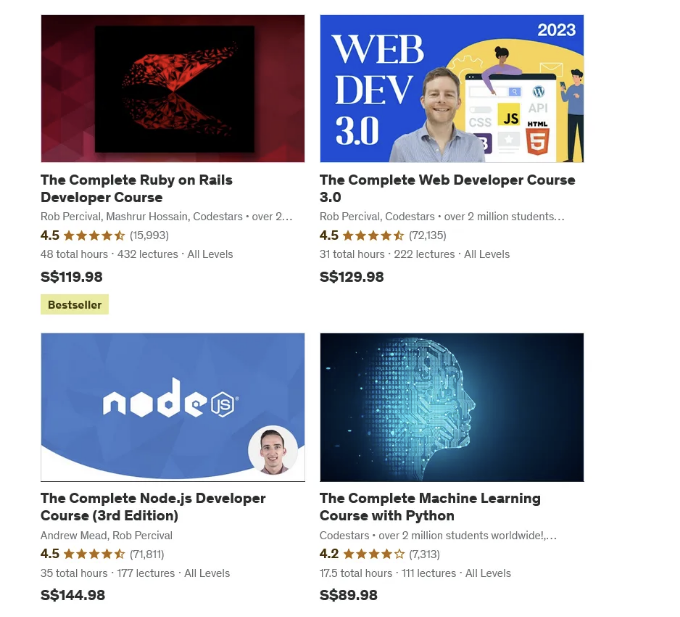 2023
WEB
DEV
3.0
API
CSS
JS
HTML
5
The Complete Ruby on Rails
Developer Course
Rob Percival, Mashrur Hossain, Codestars • over 2...
4.5 (15,993)
48 total hours · 432 lectures · All Levels
S$119.98
Bestseller
The Complete Web Developer Course
3.0
Rob Percival, Codestars • over 2 million students...
4.5 (72,135)
31 total hours · 222 lectures · All Levels
S$129.98
node JS
The Complete Node.js Developer
Course (3rd Edition)
Andrew Mead, Rob Percival
4.5 (71,811)
35 total hours · 177 lectures · All Levels
S$144.98
The Complete Machine Learning
Course with Python
Codestars • over 2 million students worldwide!,...
4.2 (7,313)
17.5 total hours · 111 lectures · All Levels
S$89.98